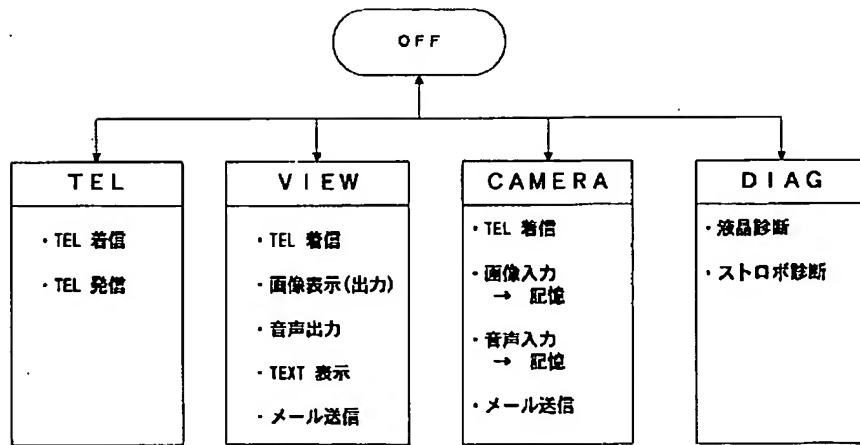 OFF
TEL
・TEL 着信
・TEL 発信
VIEW
・TEL 着信
・画像表示(出力)
・音声出力
・TEXT 表示
・メール送信
CAMERA
・TEL 着信
・画像入力
→ 記憶
・音声入力
→ 記憶
・メール送信
DIAG
・液晶診断
・ストロボ診断